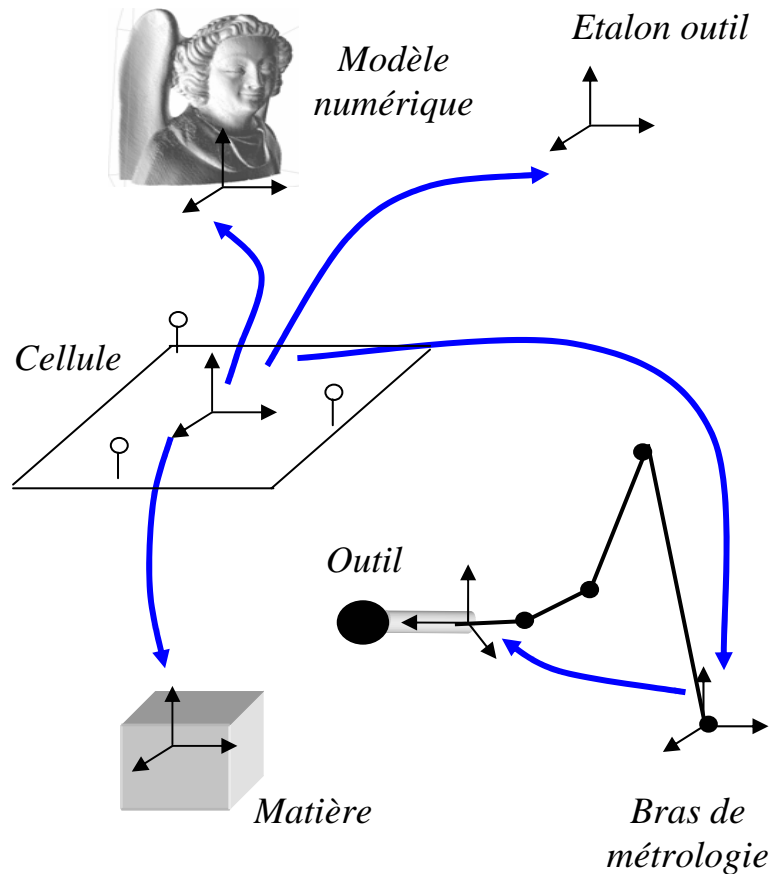 Etalon outil
Modèle
numérique
Cellule
Outil
Matière
Bras de
métrologie